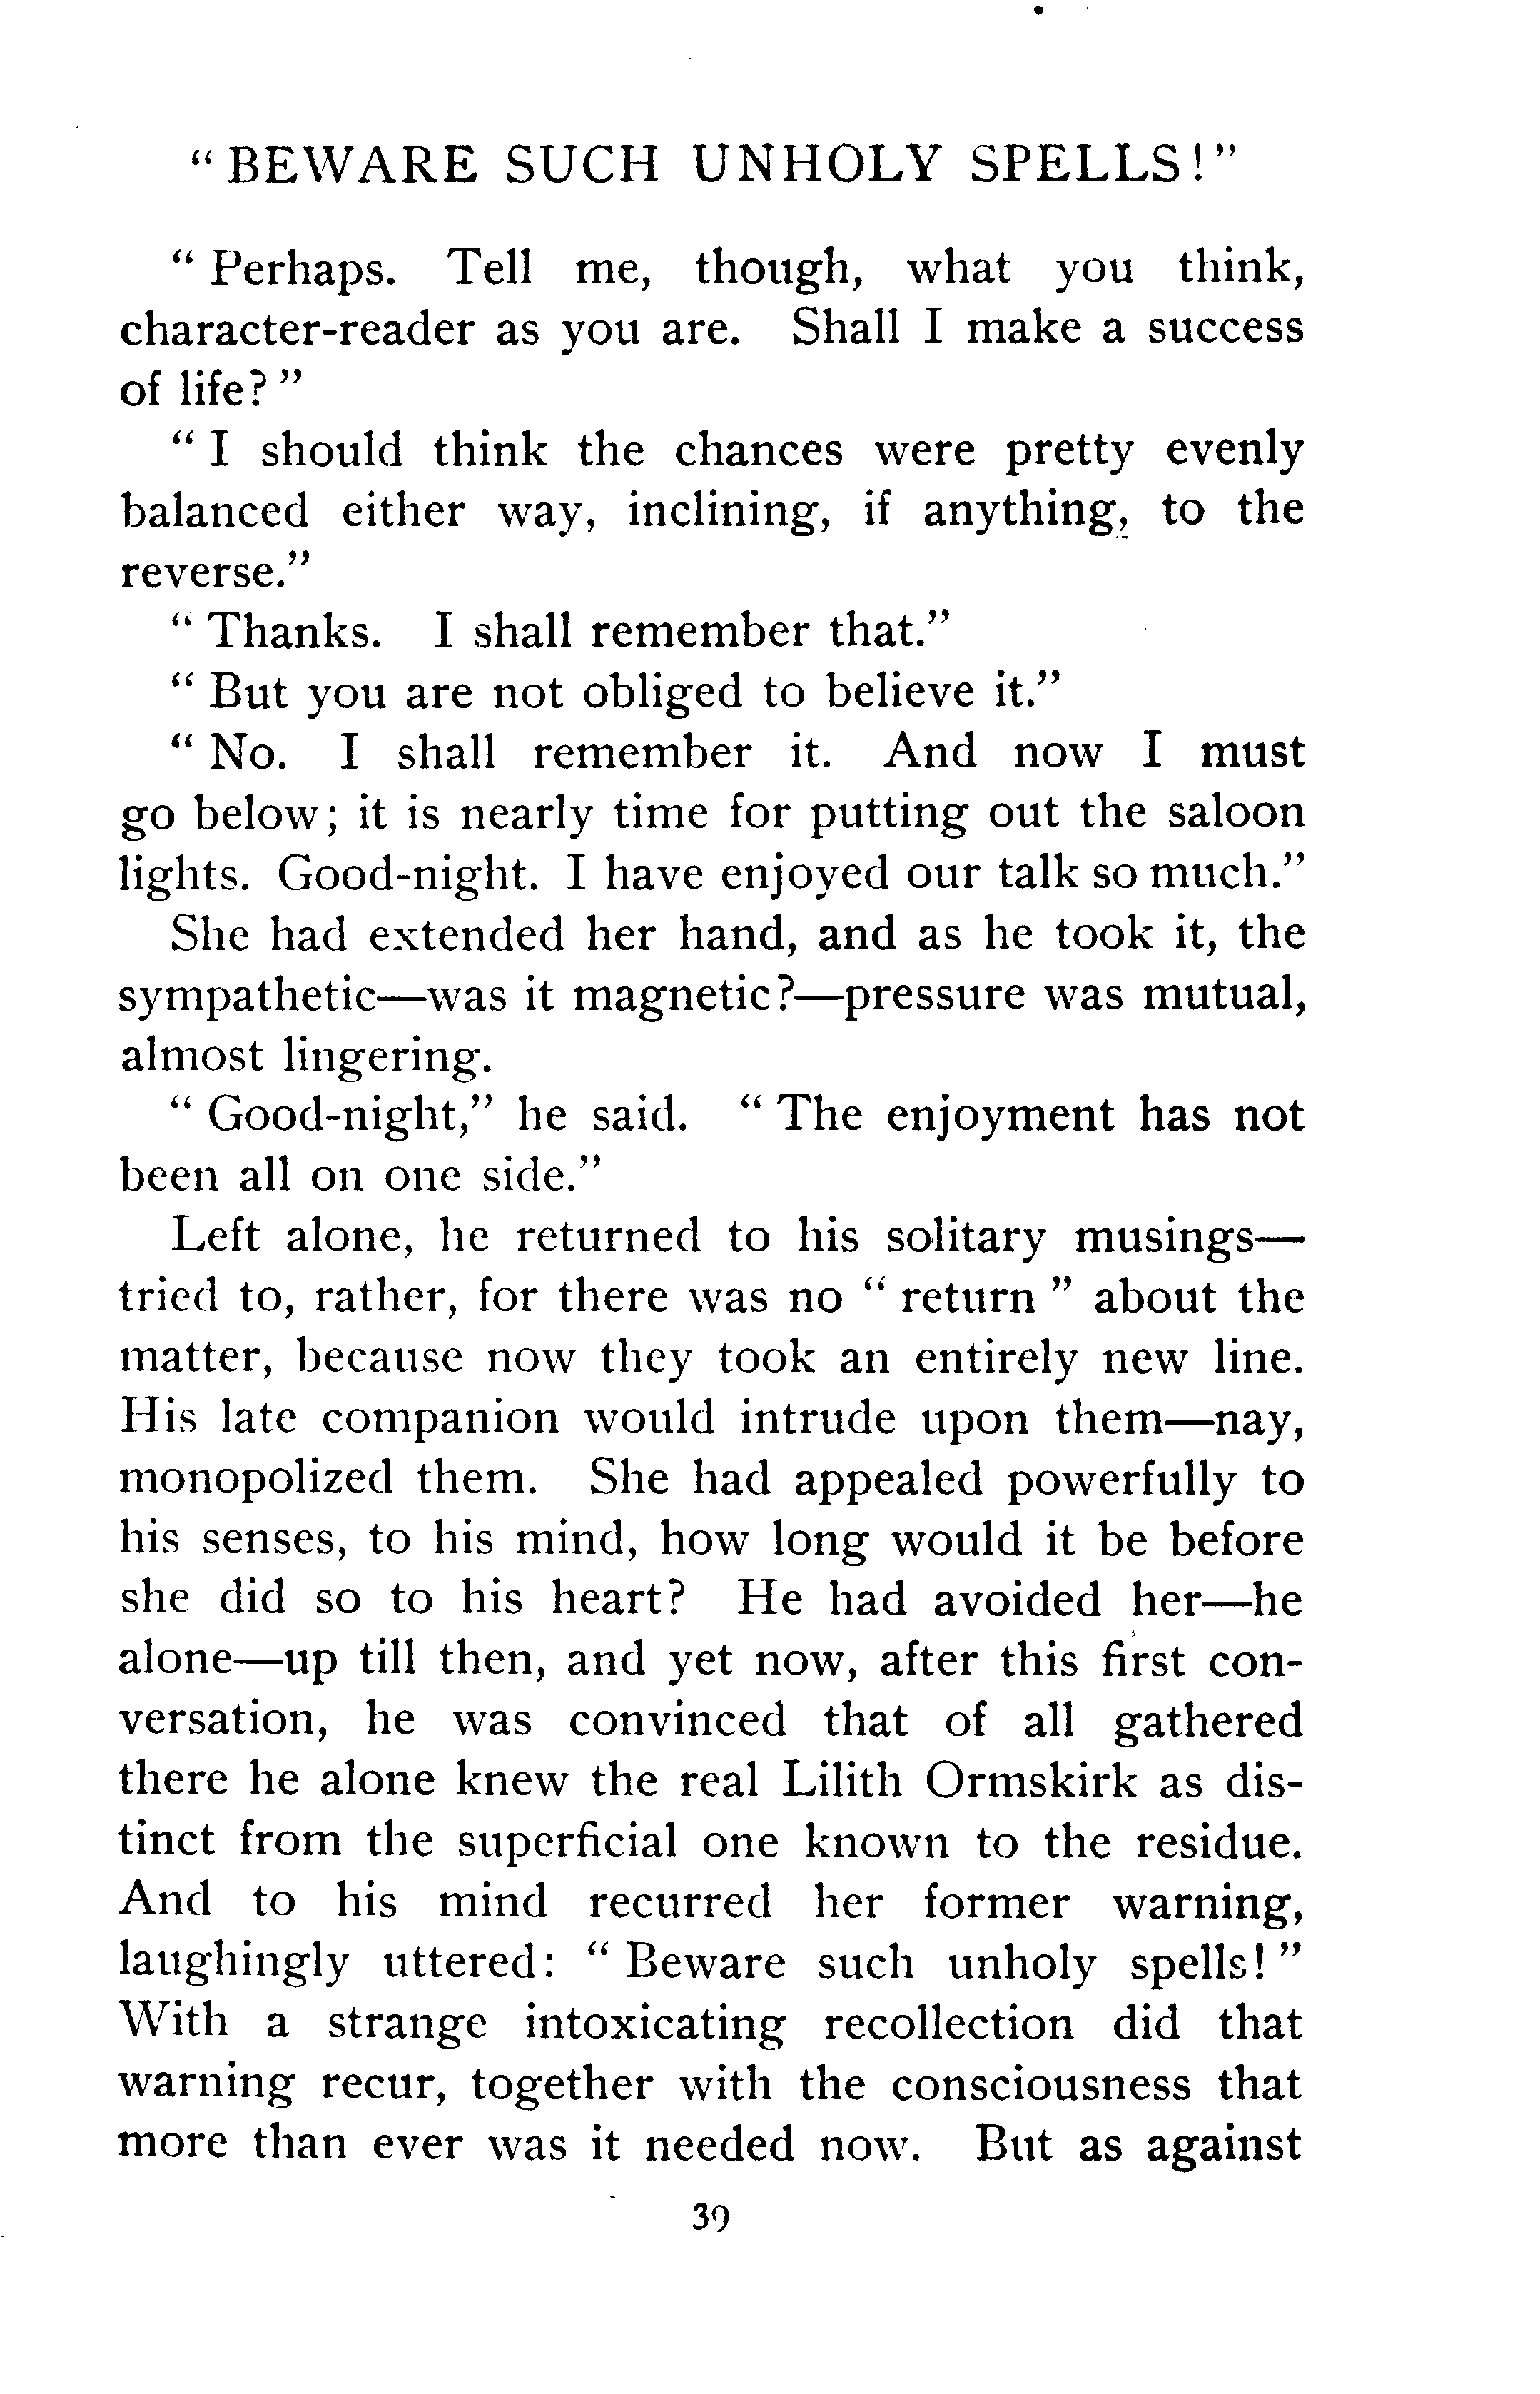 "BEWARE SUCH UNHOLY SPELLS!"
"Perhaps. Tell me, though, what you think,
character-reader as you are. Shall I make a success
of life?"
"I should think the chances were pretty evenly
balanced either way, inclining, if anything, to the
reverse."
"Thanks. I shall remember that."
"But you are not obliged to believe it."
"No. I shall remember it. And now I must
go below; it is nearly time for putting out the saloon
lights. Good-night. I have enjoyed our talk so much."
She had extended her hand, and as he took it, the
sympathetic—was it magnetic?—pressure was mutual,
almost lingering.
"Good-night," he said. "The enjoyment has not
been all on one side."
Left alone, he returned to his solitary musings—
tried to, rather, for there was no "return" about the
matter, because now they took an entirely new line.
His late companion would intrude upon them—nay,
monopolized them. She had appealed powerfully to
his senses, to his mind, how long would it be before
she did so to his heart? He had avoided her—he
alone—up till then, and yet now, after this first con-
versation, he was convinced that of all gathered
there he alone knew the real Lilith Ormskirk as dis-
tinct from the superficial one known to the residue.
And to his mind recurred her former warning,
laughingly uttered: "Beware such unholy spells!"
With a strange intoxicating recollection did that
warning recur, together with the consciousness that
more than ever was it needed now. But as against
39